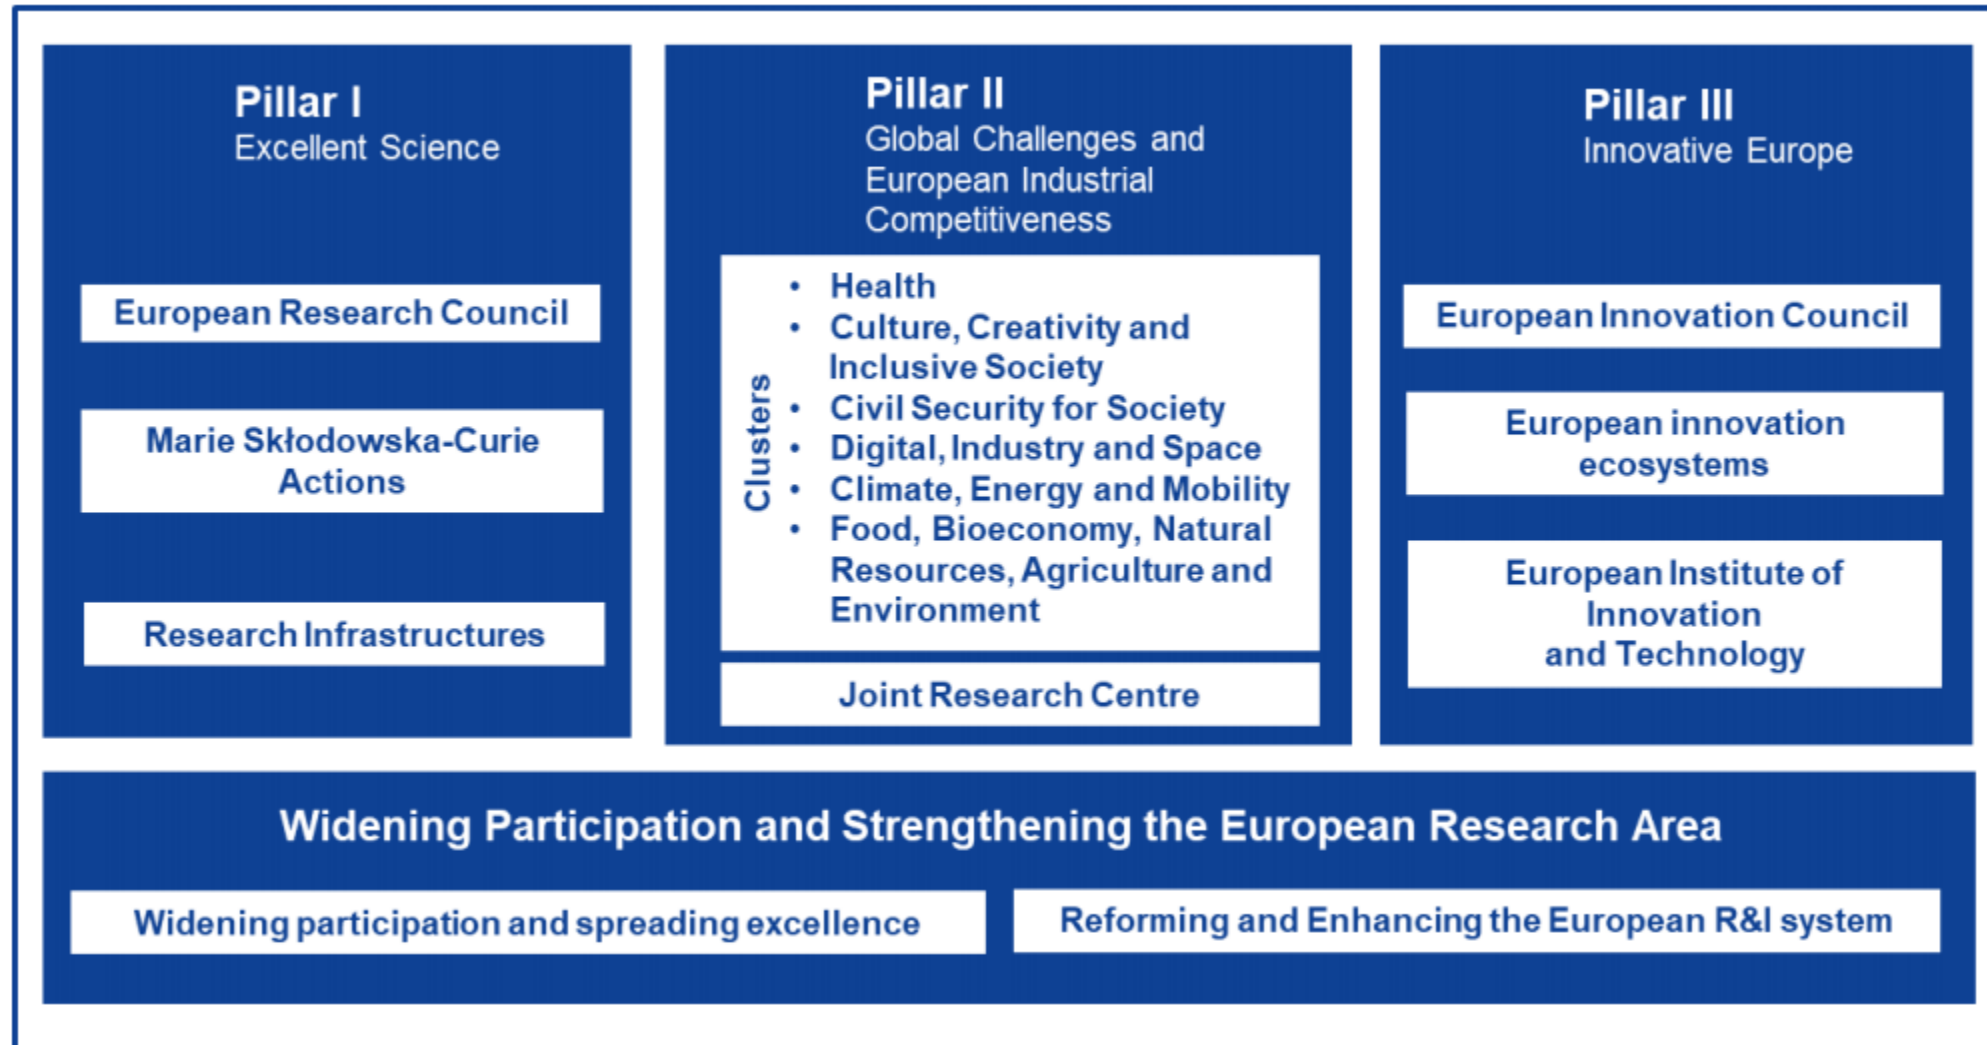 Pillar I
Excellent Science
European Research Council
Marie Skłodowska-Curie
Actions
Research Infrastructures
Pillar II
Global Challenges and
European Industrial
Competitiveness
Clusters
• Health
• Culture, Creativity and
Inclusive Society
• Civil Security for Society
• Digital, Industry and Space
• Climate, Energy and Mobility
• Food, Bioeconomy, Natural
Resources, Agriculture and
Environment
Joint Research Centre
Pillar III
Innovative Europe
European Innovation Council
European innovation
ecosystems
European Institute of
Innovation
and Technology
Widening Participation and Strengthening the European Research Area
Widening participation and spreading excellence
Reforming and Enhancing the European R&I system